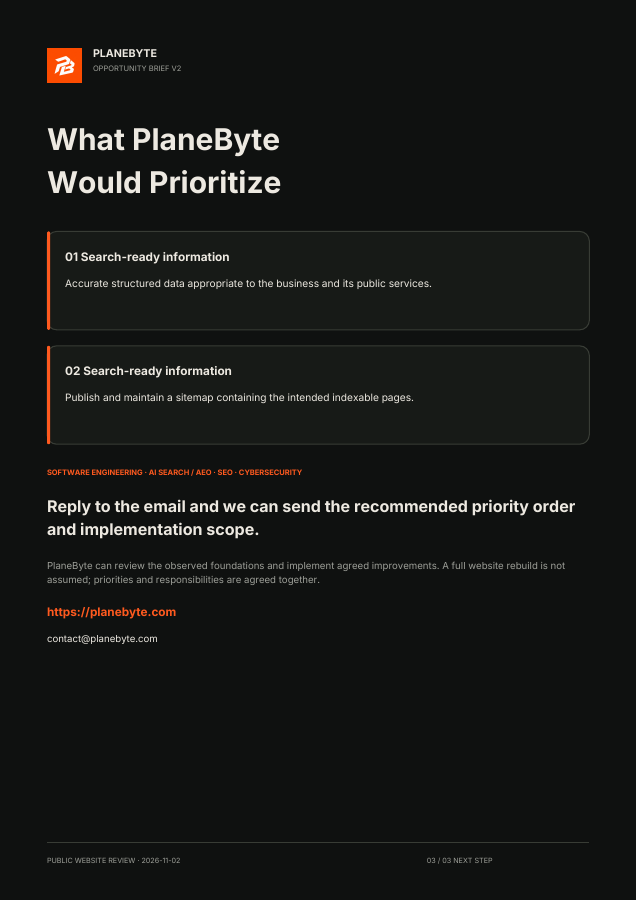 PLANEBYTE
OPPORTUNITY BRIEF V2
What PlaneByte
Would Prioritize
01 Search-ready information
Accurate structured data appropriate to the business and its public services.
02 Search-ready information
Publish and maintain a sitemap containing the intended indexable pages.
SOFTWARE ENGINEERING · AI SEARCH / AEO · SEO · CYBERSECURITY
Reply to the email and we can send the recommended priority order
and implementation scope.
PlaneByte can review the observed foundations and implement agreed improvements. A full website rebuild is not
assumed; priorities and responsibilities are agreed together.
https://planebyte.com
contact@planebyte.com
PUBLIC WEBSITE REVIEW · 2026-11-02
03 / 03 NEXT STEP